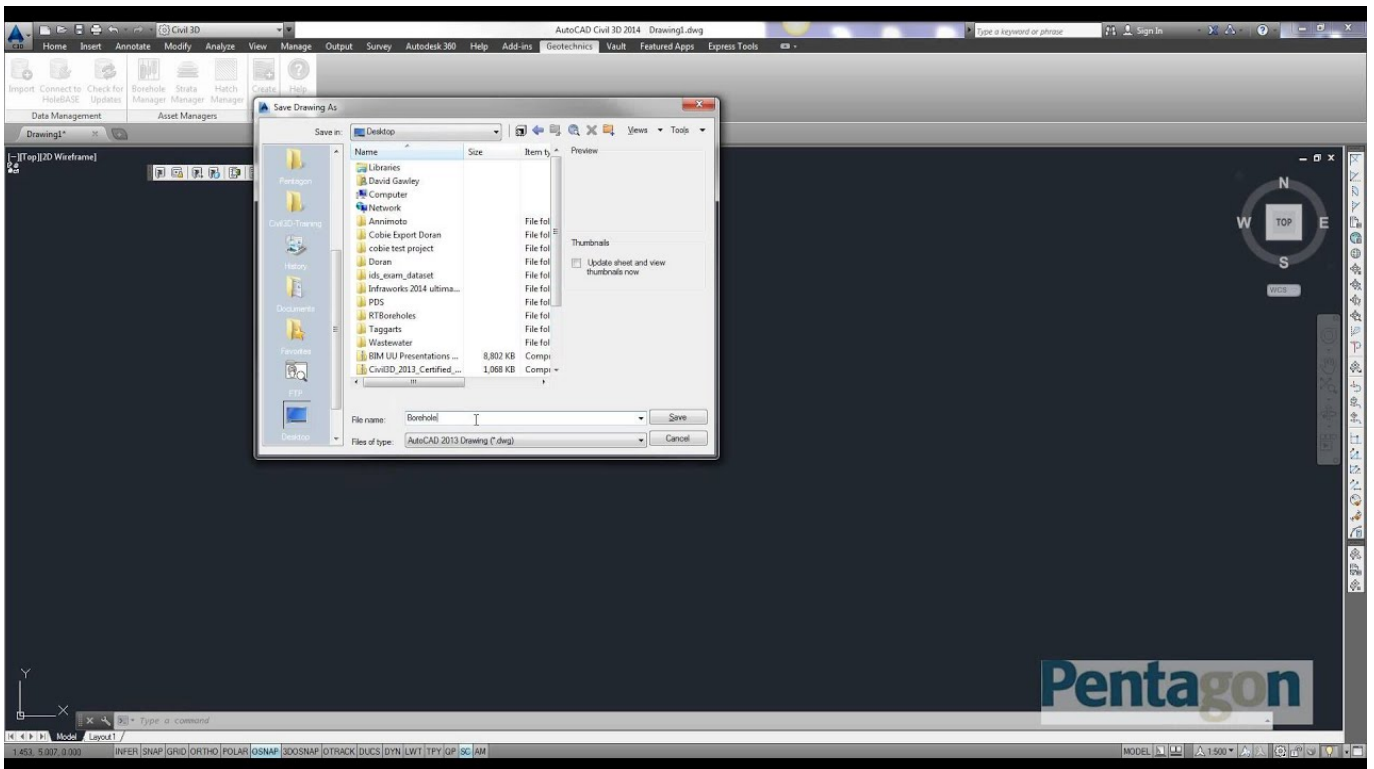 Civil 3D
AutoCAD Civil 3D 2014 Drawing1.dwg
Type a keyword or phrase
Sign In
C3D
Home Insert Annotate Modify Analyze View Manage Output Survey Autodesk 360 Help Add-ins Geotechnics Vault Featured Apps Express Tools
Import Connect to Check for Borehole Strata Hatch Create Help
HoleBASE Updates Manager Manager Manager
Data Management Asset Managers
Drawing1*
[−][Top][2D Wireframe]
Save Drawing As
Save in: Desktop Views Tools
Name Size Item ty Preview
Libraries
David Gawley
Computer
Network
Annimoto File fol
Cobie Export Doran File fol
cobie test project File fol
Doran File fol
ids_exam_dataset File fol
Infraworks 2014 ultima... File fol
PDS File fol
RTBoreholes File fol
Taggarts File fol
Wastewater File fol
BIM UU Presentations ... 8,802 KB Compr
Civil3D_2013_Certified_... 1,068 KB Compr
Pentagon
Civil3D-Training
History
Documents
Favorites
FTP
Desktop
Thumbnails
Update sheet and view
thumbnails now
File name: Borehole Save
Files of type: AutoCAD 2013 Drawing (*.dwg) Cancel
N
W TOP E
S
WCS
Pentagon
Y
X
Type a command
Model Layout1
1.453, 5.007, 0.000 INFER SNAP GRID ORTHO POLAR OSNAP 3DOSNAP OTRACK DUCS DYN LWT TPY QP SC AM MODEL 1:500